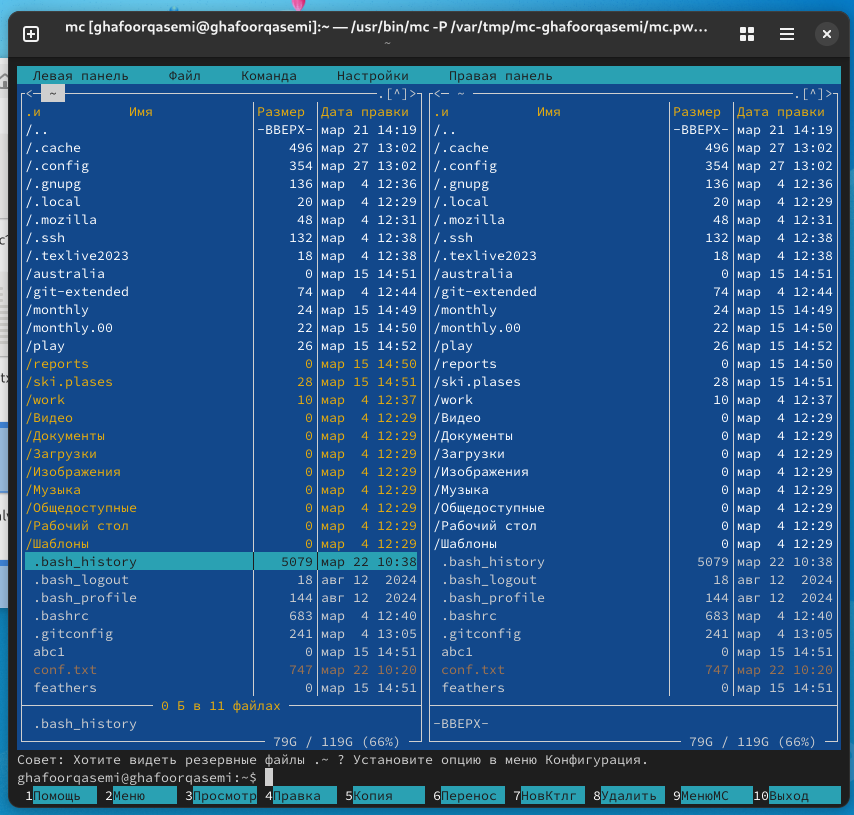 mc [ghafoorqasemi@ghafoorqasemi]:~ — /usr/bin/mc -P /var/tmp/mc-ghafoorqasemi/mc.pw…
~
Левая панель Файл Команда Настройки Правая панель
<─ ~ .[^]> <─ ~ .[^]>
.и Имя Размер Дата правки .и Имя Размер Дата правки
/.. -ВВЕРХ- мар 21 14:19 /.. -ВВЕРХ- мар 21 14:19
/.cache 496 мар 27 13:02 /.cache 496 мар 27 13:02
/.config 354 мар 27 13:02 /.config 354 мар 27 13:02
/.gnupg 136 мар 4 12:36 /.gnupg 136 мар 4 12:36
/.local 20 мар 4 12:29 /.local 20 мар 4 12:29
/.mozilla 48 мар 4 12:31 /.mozilla 48 мар 4 12:31
/.ssh 132 мар 4 12:38 /.ssh 132 мар 4 12:38
/.texlive2023 18 мар 4 12:38 /.texlive2023 18 мар 4 12:38
/australia 0 мар 15 14:51 /australia 0 мар 15 14:51
/git-extended 74 мар 4 12:44 /git-extended 74 мар 4 12:44
/monthly 24 мар 15 14:49 /monthly 24 мар 15 14:49
/monthly.00 22 мар 15 14:50 /monthly.00 22 мар 15 14:50
/play 26 мар 15 14:52 /play 26 мар 15 14:52
/reports 0 мар 15 14:50 /reports 0 мар 15 14:50
/ski.plases 28 мар 15 14:51 /ski.plases 28 мар 15 14:51
/work 10 мар 4 12:37 /work 10 мар 4 12:37
/Видео 0 мар 4 12:29 /Видео 0 мар 4 12:29
/Документы 0 мар 4 12:29 /Документы 0 мар 4 12:29
/Загрузки 0 мар 4 12:29 /Загрузки 0 мар 4 12:29
/Изображения 0 мар 4 12:29 /Изображения 0 мар 4 12:29
/Музыка 0 мар 4 12:29 /Музыка 0 мар 4 12:29
/Общедоступные 0 мар 4 12:29 /Общедоступные 0 мар 4 12:29
/Рабочий стол 0 мар 4 12:29 /Рабочий стол 0 мар 4 12:29
/Шаблоны 0 мар 4 12:29 /Шаблоны 0 мар 4 12:29
.bash_history 5079 мар 22 10:38 .bash_history 5079 мар 22 10:38
.bash_logout 18 авг 12 2024 .bash_logout 18 авг 12 2024
.bash_profile 144 авг 12 2024 .bash_profile 144 авг 12 2024
.bashrc 683 мар 4 12:40 .bashrc 683 мар 4 12:40
.gitconfig 241 мар 4 13:05 .gitconfig 241 мар 4 13:05
abc1 0 мар 15 14:51 abc1 0 мар 15 14:51
conf.txt 747 мар 22 10:20 conf.txt 747 мар 22 10:20
feathers 0 мар 15 14:51 feathers 0 мар 15 14:51
0 Б в 11 файлах
.bash_history -ВВЕРХ-
79G / 119G (66%) 79G / 119G (66%)
Совет: Хотите видеть резервные файлы .~ ? Установите опцию в меню Конфигурация.
ghafoorqasemi@ghafoorqasemi:~$
1Помощь 2Меню 3Просмотр 4Правка 5Копия 6Перенос 7НовКтлг 8Удалить 9МенюMC 10Выход